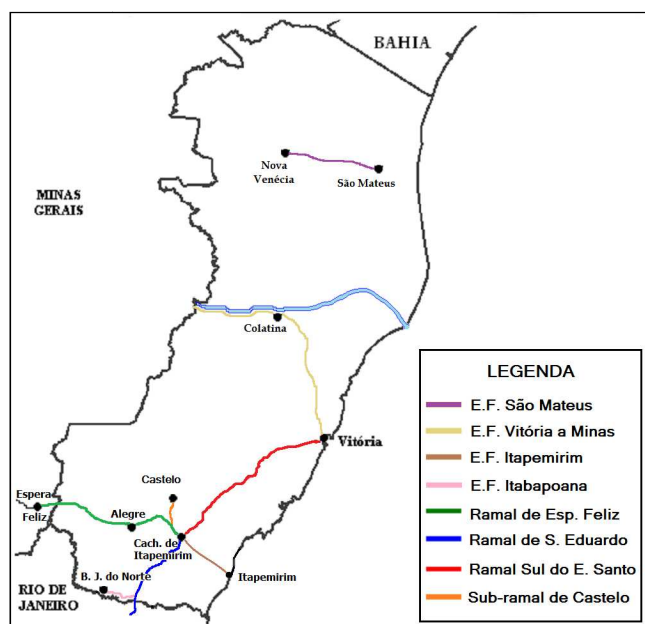 BAHIA
Nova
Venécia
São Mateus
MINAS
GERAIS
Colatina
Vitória
Castelo
Espera
Feliz
Alegre
Cach. de
Itapemirim
B. J. do Norte
Itapemirim
RIO DE
JANEIRO
LEGENDA
E.F. São Mateus
E.F. Vitória a Minas
E.F. Itapemirim
E.F. Itabapoana
Ramal de Esp. Feliz
Ramal de S. Eduardo
Ramal Sul do E. Santo
Sub-ramal de Castelo